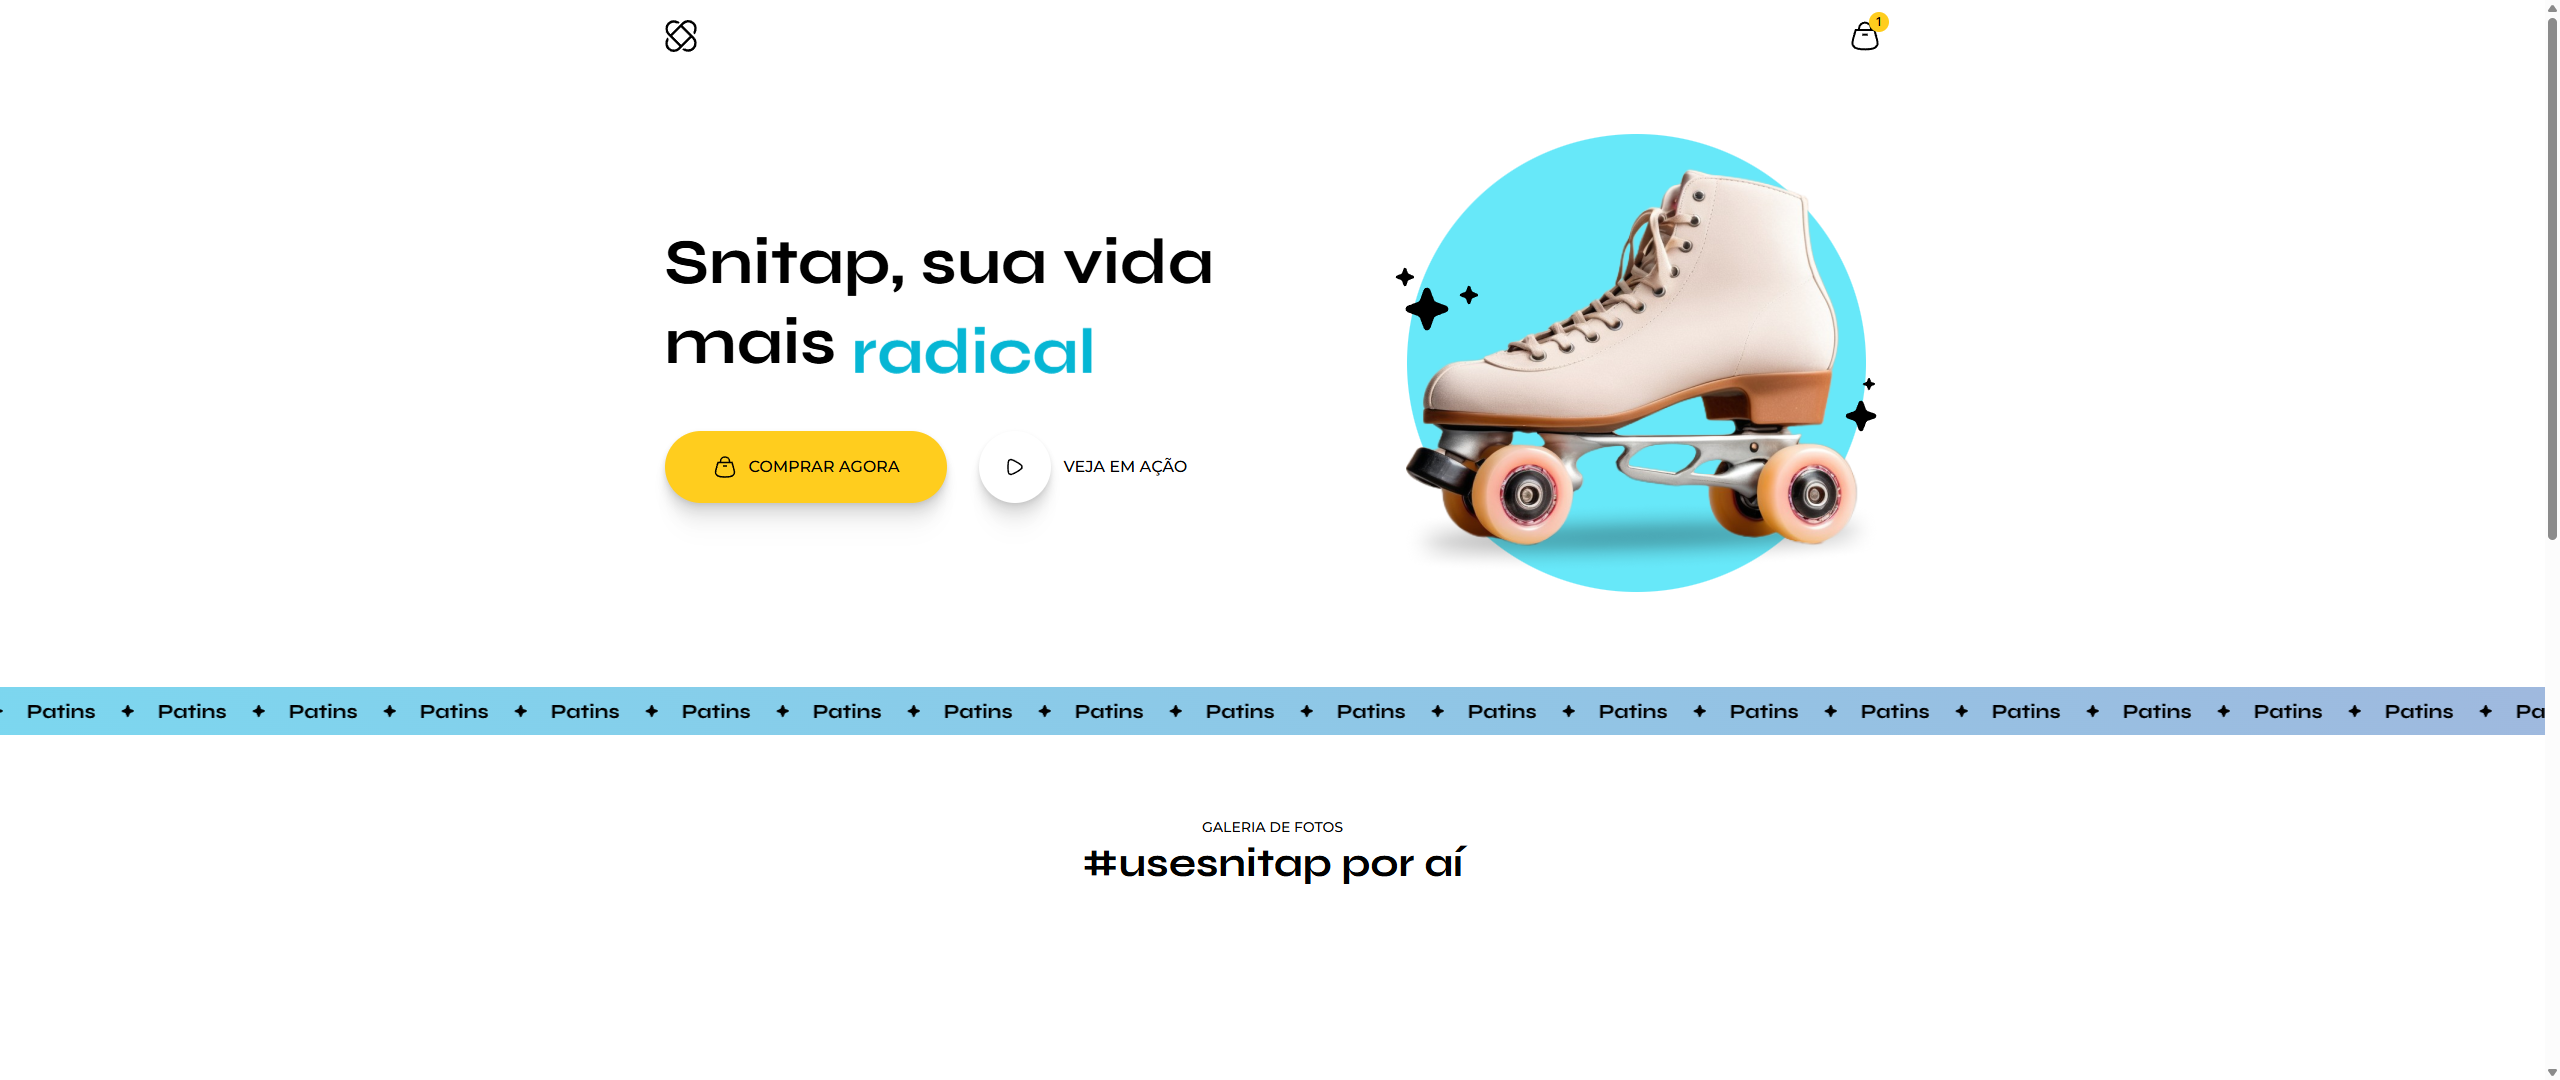 1
Snitap, sua vida
mais radical
COMPRAR AGORA
VEJA EM AÇÃO
Patins Patins Patins Patins Patins Patins Patins Patins Patins Patins Patins Patins Patins Patins Patins Patins Patins Patins Patins Pa
GALERIA DE FOTOS
#usesnitap por aí